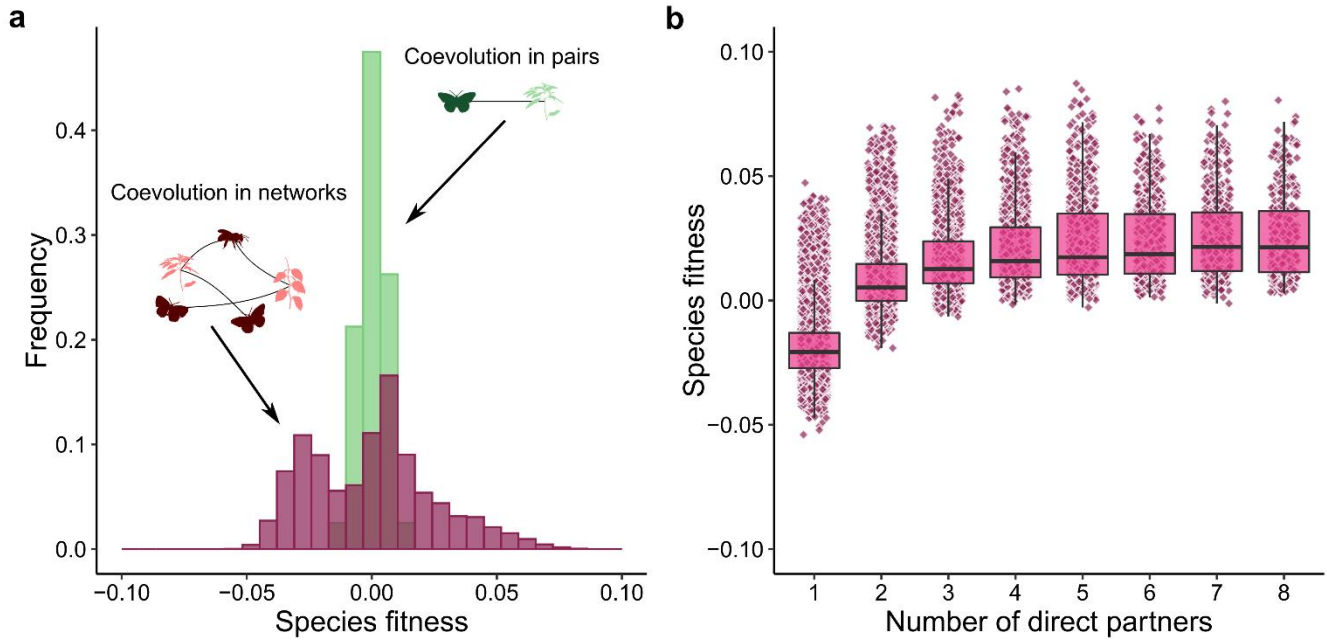 a
Coevolution in pairs
Coevolution in networks
Frequency
0.4
0.3
0.2
0.1
0.0
−0.10 −0.05 0.00 0.05 0.10
Species fitness
b
Species fitness
0.10
0.05
0.00
−0.05
−0.10
1 2 3 4 5 6 7 8
Number of direct partners